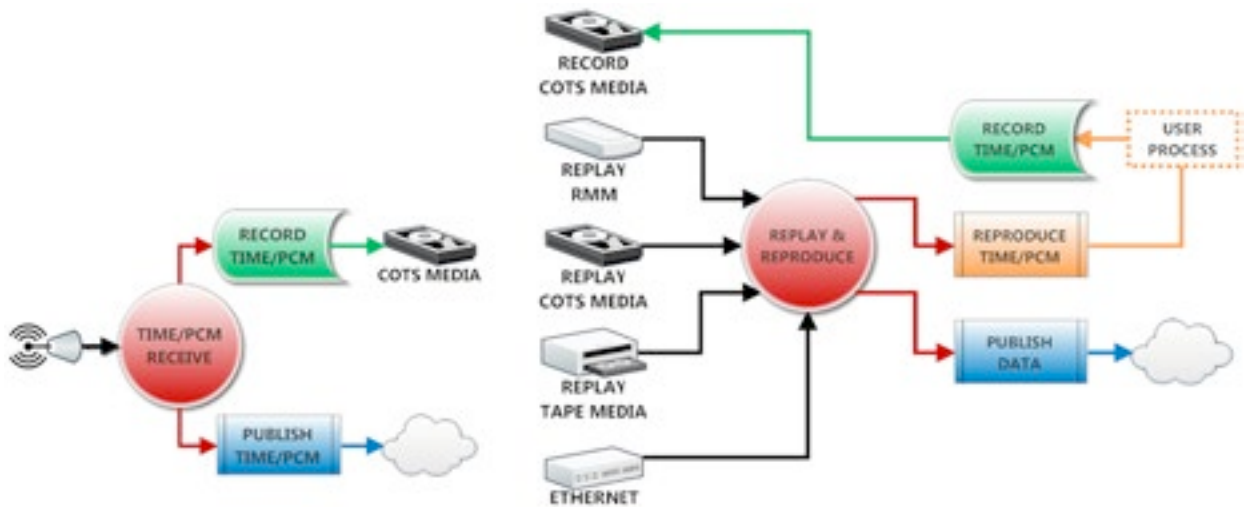 TIME/PCM
RECEIVE
RECORD
TIME/PCM
COTS MEDIA
PUBLISH
TIME/PCM
RECORD
COTS MEDIA
REPLAY
RMM
REPLAY
COTS MEDIA
REPLAY
TAPE MEDIA
ETHERNET
REPLAY &
REPRODUCE
RECORD
TIME/PCM
USER
PROCESS
REPRODUCE
TIME/PCM
PUBLISH
DATA